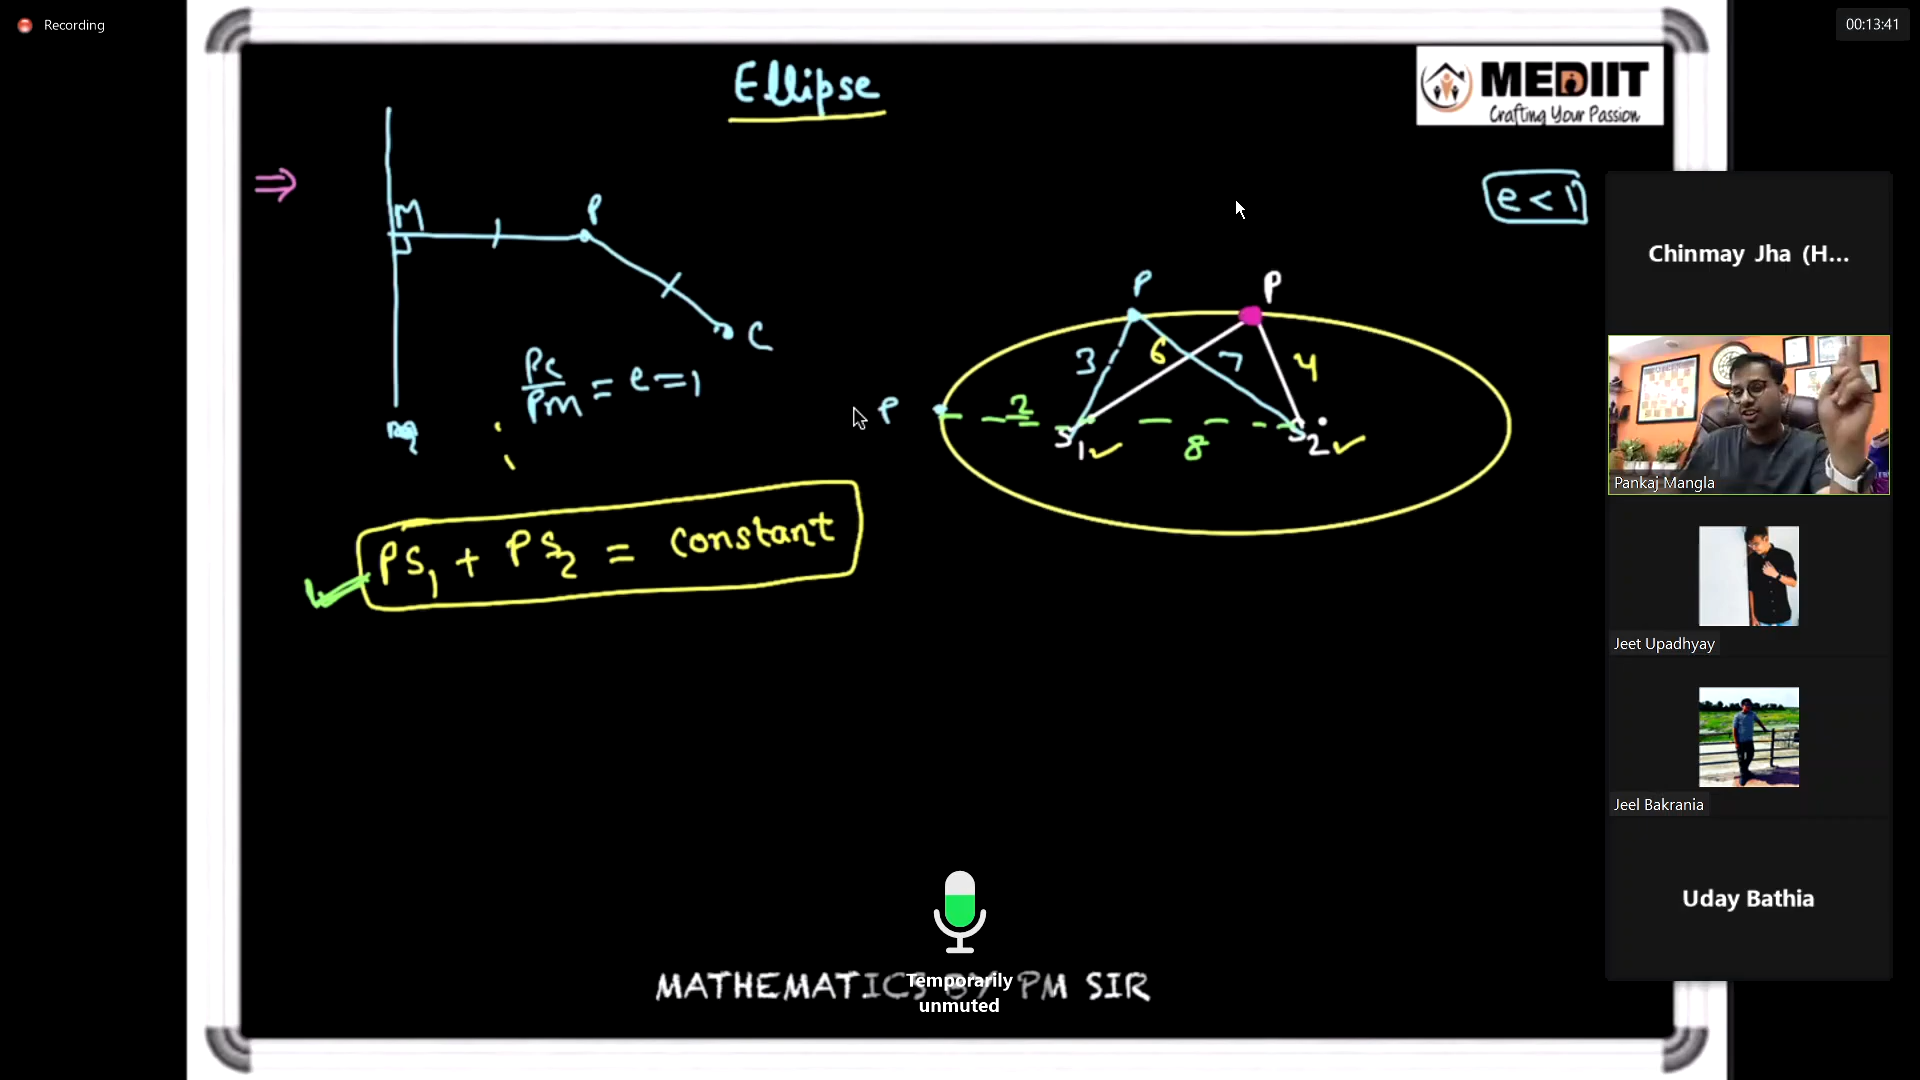 Recording
00:13:41
Ellipse
MEDIIT
Crafting Your Passion
⇒
M
P
C
e < 1
PC/PM = e = 1
P
P
3
6
7
4
P
2
S1 ✓
8
S2 ✓
PS1 + PS2 = constant
✓
Chinmay Jha (H...
Pankaj Mangla
Jeet Upadhyay
Jeel Bakrania
Uday Bathia
MATHEMATICS BY PM SIR
Temporarily
unmuted